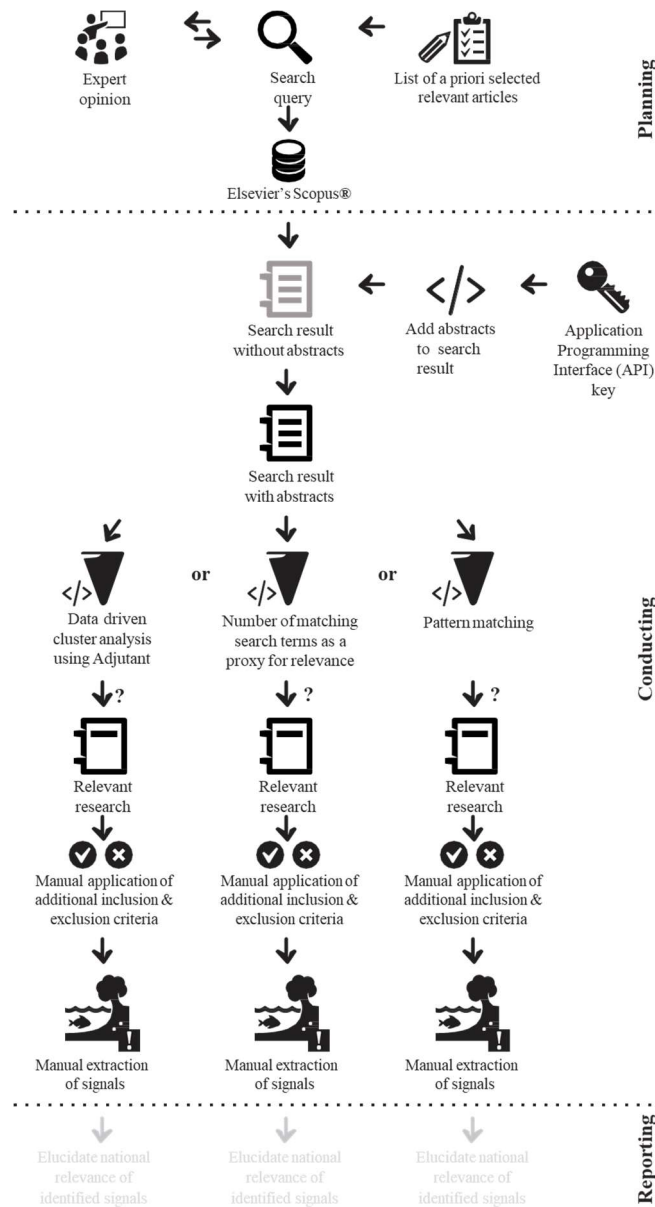 Expert
opinion
Search
query
List of a priori selected
relevant articles
Planning
Elsevier's Scopus®
Search result
without abstracts
</>
Add abstracts
to search
result
Application
Programming
Interface (API)
key
Search result
with abstracts
Conducting
</>
Data driven
cluster analysis
using Adjutant
or
</>
Number of matching
search terms as a
proxy for relevance
or
</>
Pattern matching
?
?
?
Relevant
research
Relevant
research
Relevant
research
Manual application of
additional inclusion &
exclusion criteria
Manual application of
additional inclusion &
exclusion criteria
Manual application of
additional inclusion &
exclusion criteria
!
!
!
Manual extraction
of signals
Manual extraction
of signals
Manual extraction
of signals
Reporting
Elucidate national
relevance of
identified signals
Elucidate national
relevance of
identified signals
Elucidate national
relevance of
identified signals